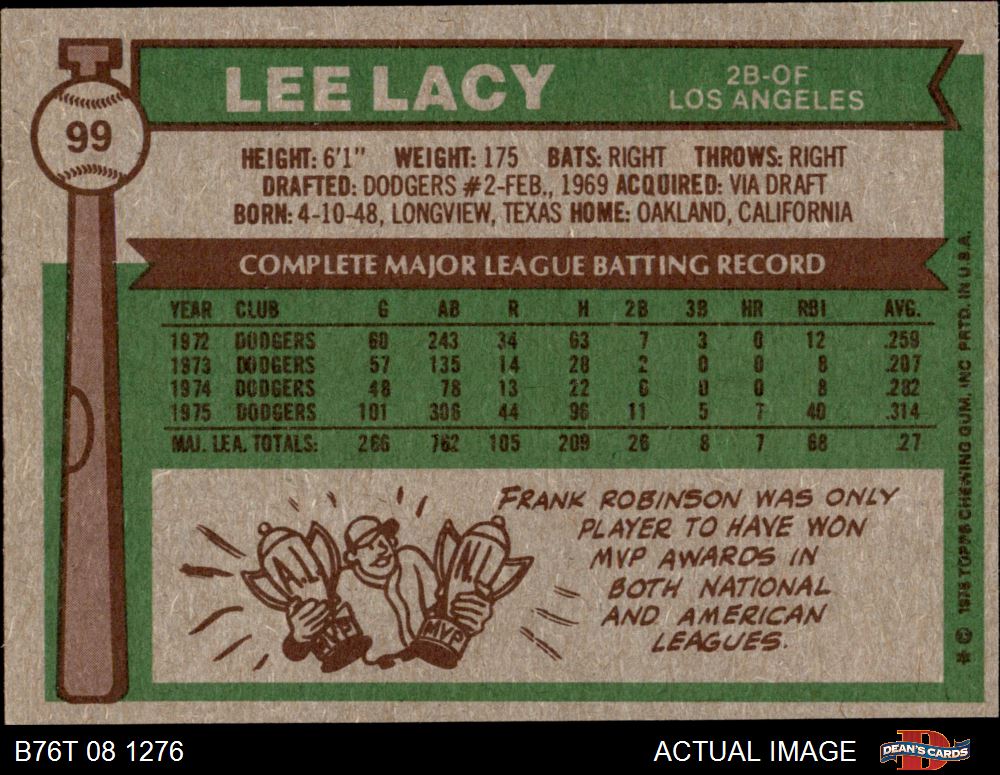 99
LEE LACY
2B-OF
LOS ANGELES
HEIGHT: 6'1" WEIGHT: 175 BATS: RIGHT THROWS: RIGHT
DRAFTED: DODGERS #2-FEB., 1969 ACQUIRED: VIA DRAFT
BORN: 4-10-48, LONGVIEW, TEXAS HOME: OAKLAND, CALIFORNIA
COMPLETE MAJOR LEAGUE BATTING RECORD
YEAR CLUB G AB R H 2B 3B HR RBI AVG.
1972 DODGERS 60 243 34 63 7 3 0 12 .259
1973 DODGERS 57 135 14 28 2 0 0 8 .207
1974 DODGERS 48 78 13 22 6 0 0 8 .282
1975 DODGERS 101 306 44 96 11 5 7 40 .314
MAJ. LEA. TOTALS: 266 762 105 209 26 8 7 68 .27
A.L.
N.L.
MVP
MVP
FRANK ROBINSON WAS ONLY
PLAYER TO HAVE WON
MVP AWARDS IN
BOTH NATIONAL
AND AMERICAN
LEAGUES.
* © 1976 TOPPS CHEWING GUM, INC. PRTD. IN U.S.A.
B76T 08 1276
ACTUAL IMAGE
D
DEAN'S CARDS